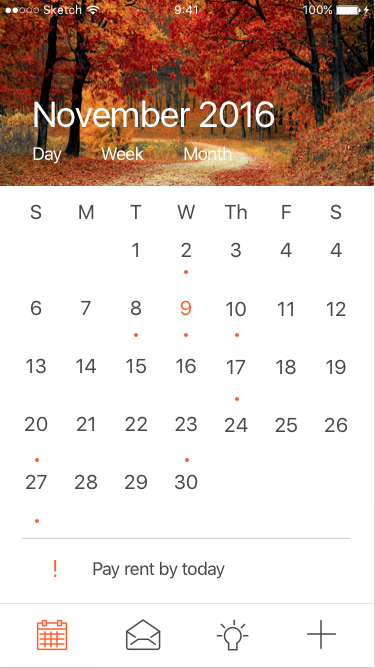 Sketch 9:41 100%
November 2016
Day Week Month
S M T W Th F S
1 2 3 4 4
6 7 8 9 10 11 12
13 14 15 16 17 18 19
20 21 22 23 24 25 26
27 28 29 30
! Pay rent by today